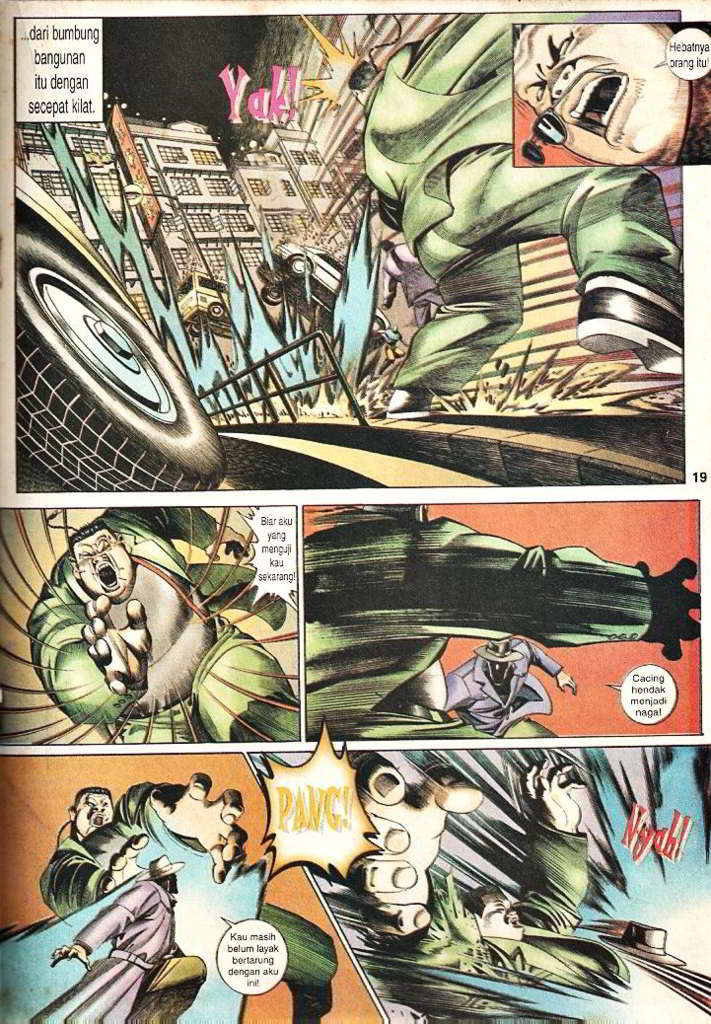 ...dari bumbung
bangunan
itu dengan
secepat kilat.
Yak!
Hebatnya
orang itu!
19
Biar aku
yang
menguji
kau
sekarang!
Cacing
hendak
menjadi
naga!
PANG!
Nyah!
Kau masih
belum layak
bertarung
dengan aku
ini!